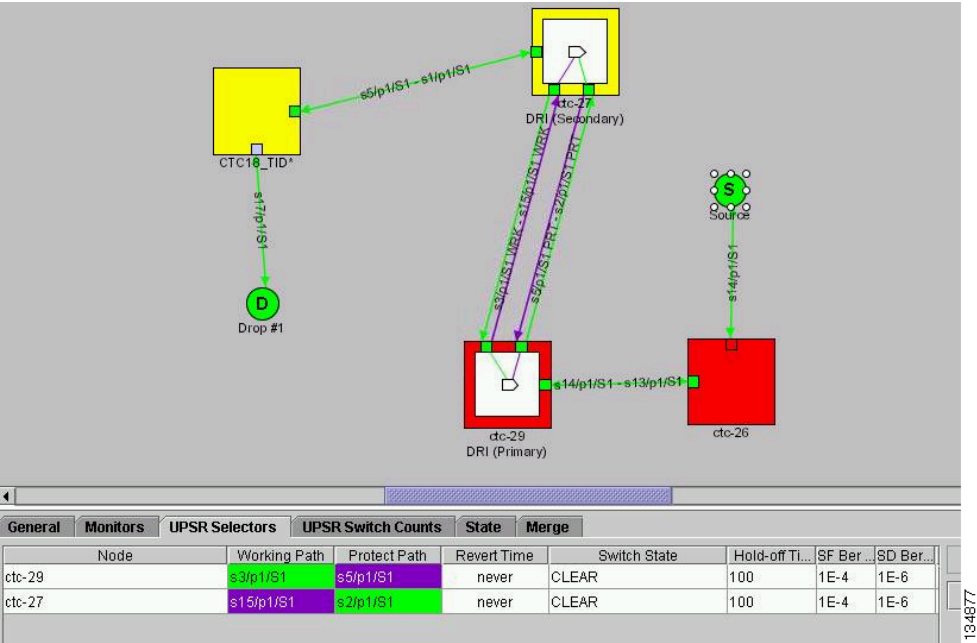 s5/p1/S1 - s1/p1/S1
ctc-27
DRI (Secondary)
CTC18_TID*
s17/p1/S1
D
Drop #1
s3/p1/S1 WRK - s15/p1/S1 WRK
s5/p1/S1 PRT - s2/p1/S1 PRT
S
Source
s14/p1/S1
s14/p1/S1 - s13/p1/S1
ctc-29
DRI (Primary)
ctc-26
General Monitors UPSR Selectors UPSR Switch Counts State Merge
Node Working Path Protect Path Revert Time Switch State Hold-off Ti... SF Ber ... SD Ber...
ctc-29 s3/p1/S1 s5/p1/S1 never CLEAR 100 1E-4 1E-6
ctc-27 s15/p1/S1 s2/p1/S1 never CLEAR 100 1E-4 1E-6
134877